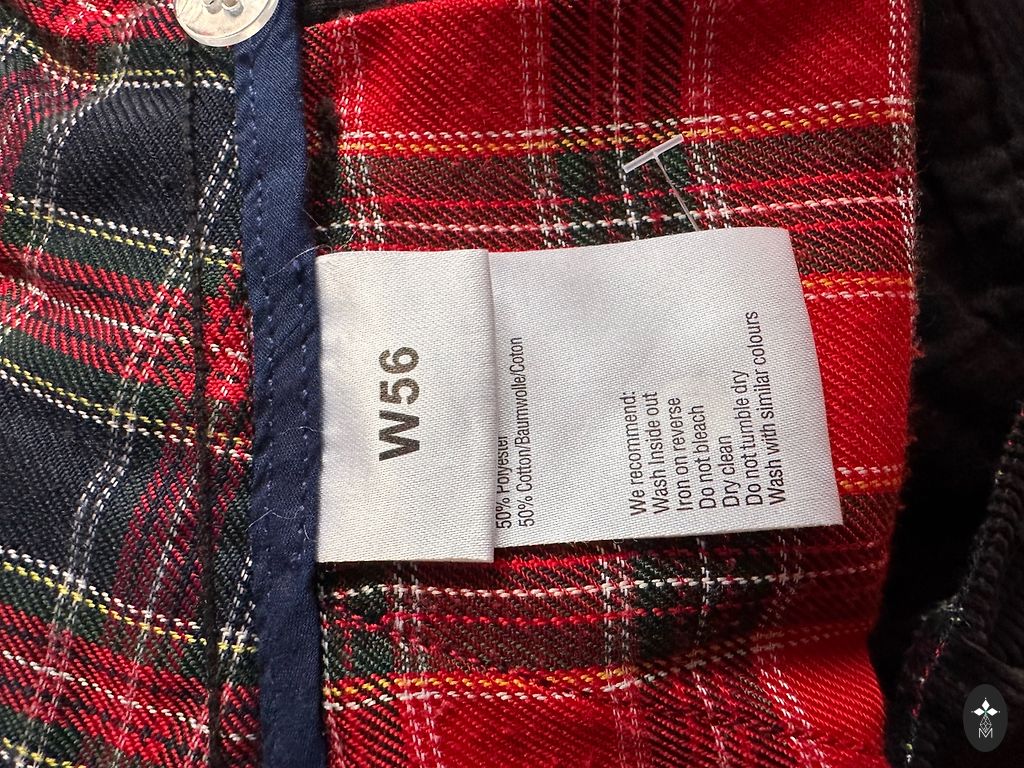 W56
50% Polyester
50% Cotton/Baumwolle/Coton
We recommend:
Wash Inside out
Iron on reverse
Do not bleach
Dry clean
Do not tumble dry
Wash with similar colours
M